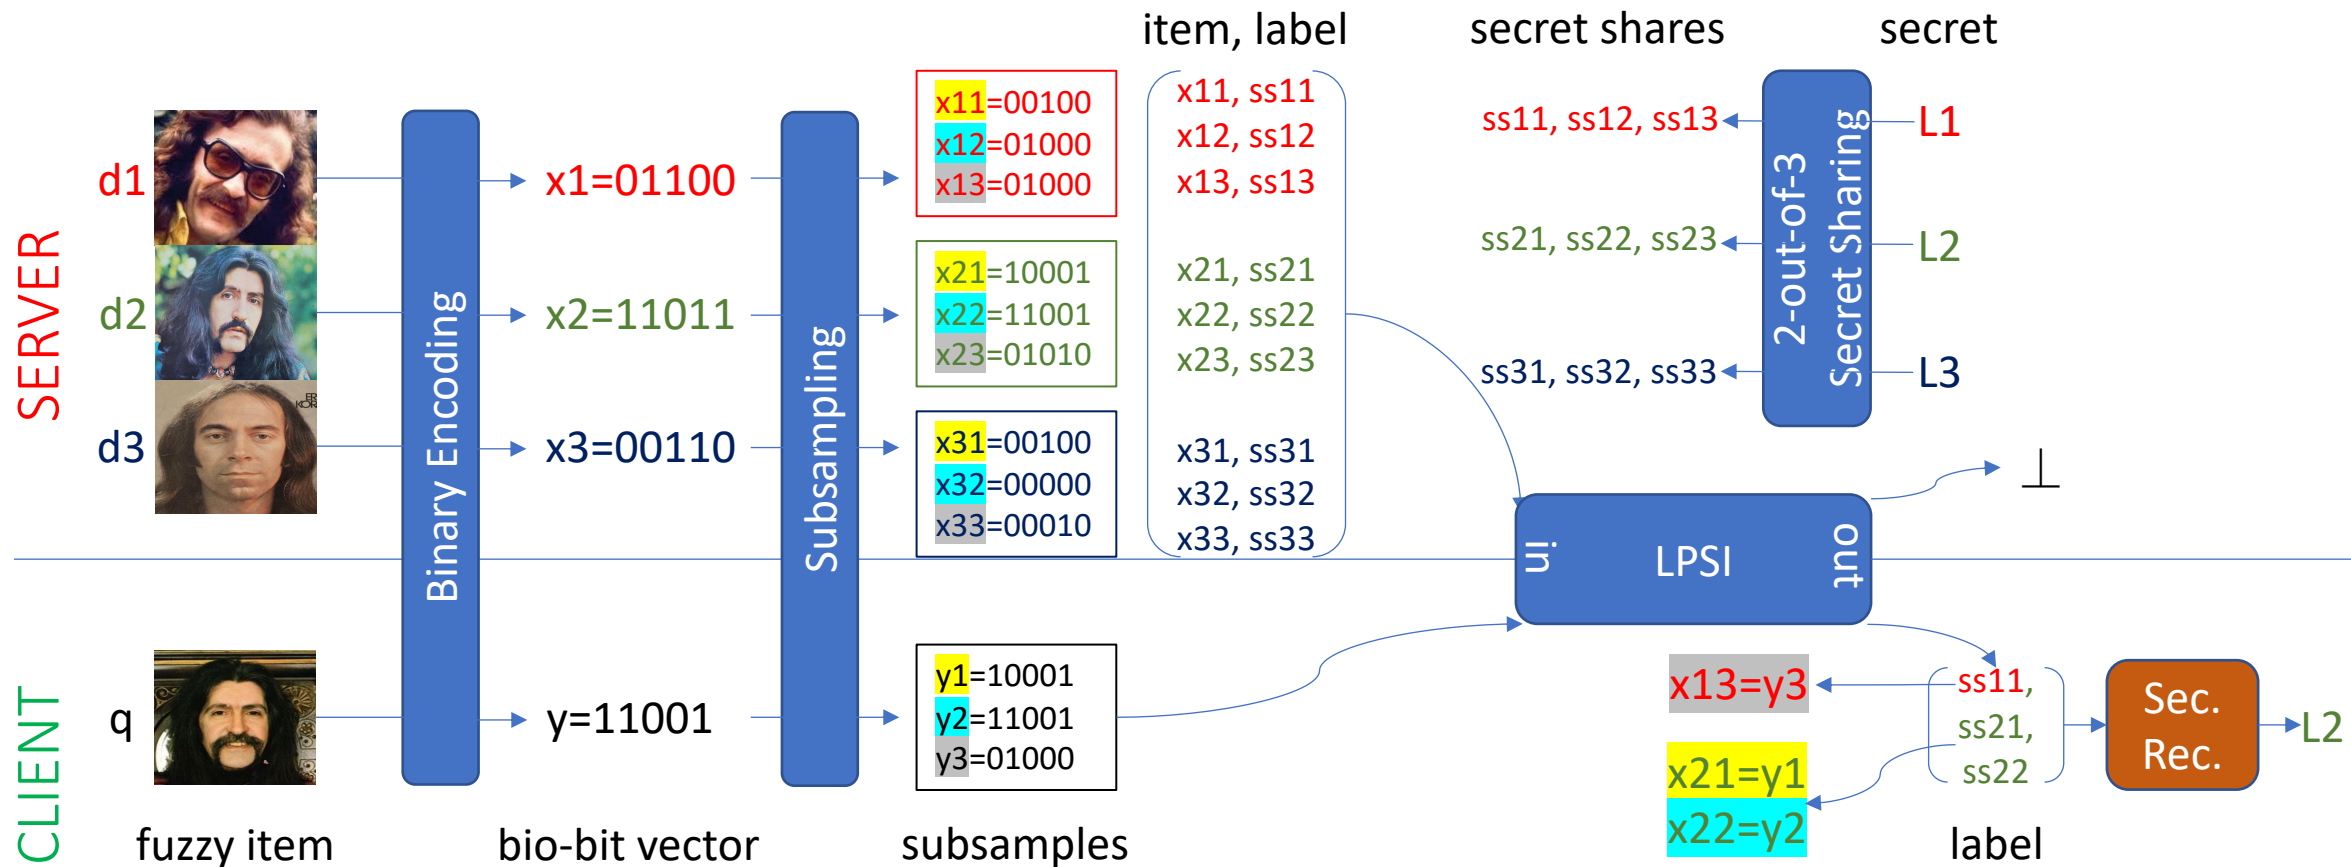 item, label
secret shares
secret
SERVER
d1
d2
d3
Binary Encoding
x1=01100
x2=11011
x3=00110
Subsampling
x11=00100
x12=01000
x13=01000
x21=10001
x22=11001
x23=01010
x31=00100
x32=00000
x33=00010
x11, ss11
x12, ss12
x13, ss13
x21, ss21
x22, ss22
x23, ss23
x31, ss31
x32, ss32
x33, ss33
ss11, ss12, ss13
ss21, ss22, ss23
ss31, ss32, ss33
2-out-of-3
Secret Sharing
L1
L2
L3
⊥
in
LPSI
out
CLIENT
q
y=11001
y1=10001
y2=11001
y3=01000
x13=y3
x21=y1
x22=y2
ss11,
ss21,
ss22
Sec.
Rec.
L2
fuzzy item
bio-bit vector
subsamples
label